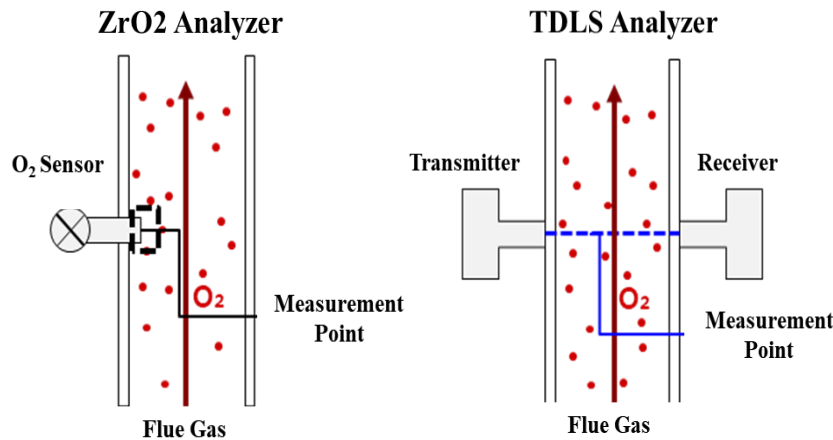 ZrO2 Analyzer
O₂ Sensor
O₂
Measurement
Point
Flue Gas
TDLS Analyzer
Transmitter
Receiver
O₂
Measurement
Point
Flue Gas